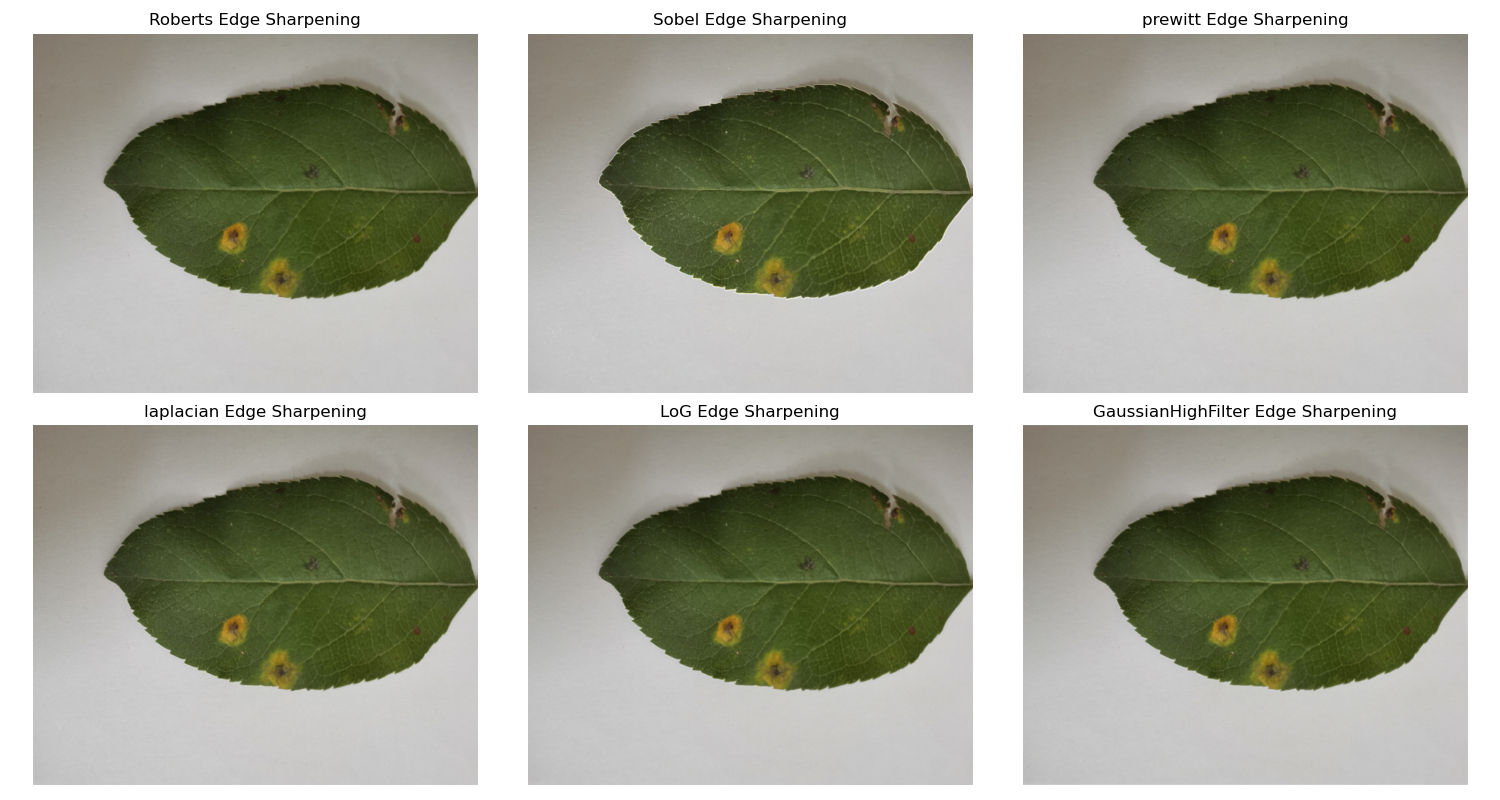 Roberts Edge Sharpening
Sobel Edge Sharpening
prewitt Edge Sharpening
laplacian Edge Sharpening
LoG Edge Sharpening
GaussianHighFilter Edge Sharpening